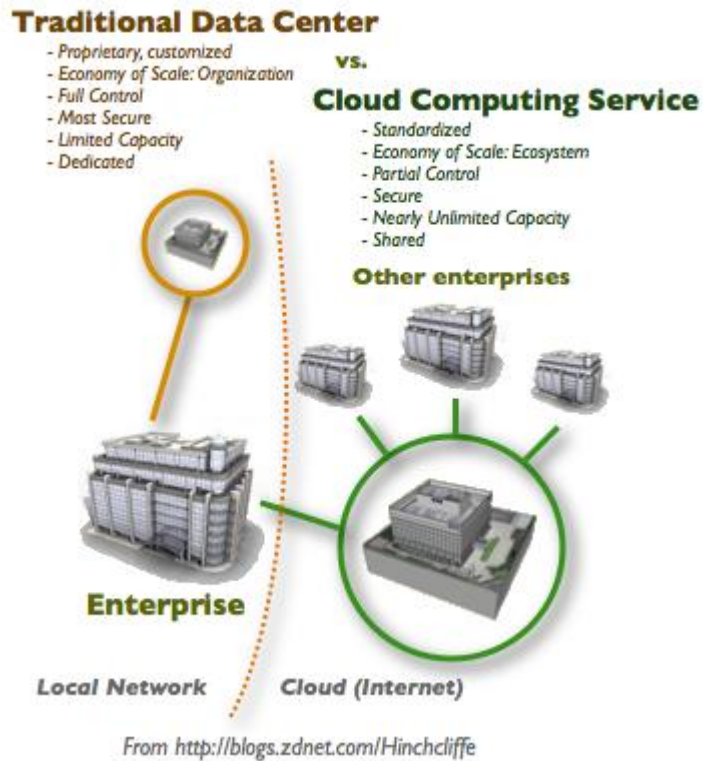 Traditional Data Center
- Proprietary, customized
- Economy of Scale: Organization
- Full Control
- Most Secure
- Limited Capacity
- Dedicated
vs.
Cloud Computing Service
- Standardized
- Economy of Scale: Ecosystem
- Partial Control
- Secure
- Nearly Unlimited Capacity
- Shared
Other enterprises
Enterprise
Local Network
Cloud (Internet)
From http://blogs.zdnet.com/Hinchcliffe